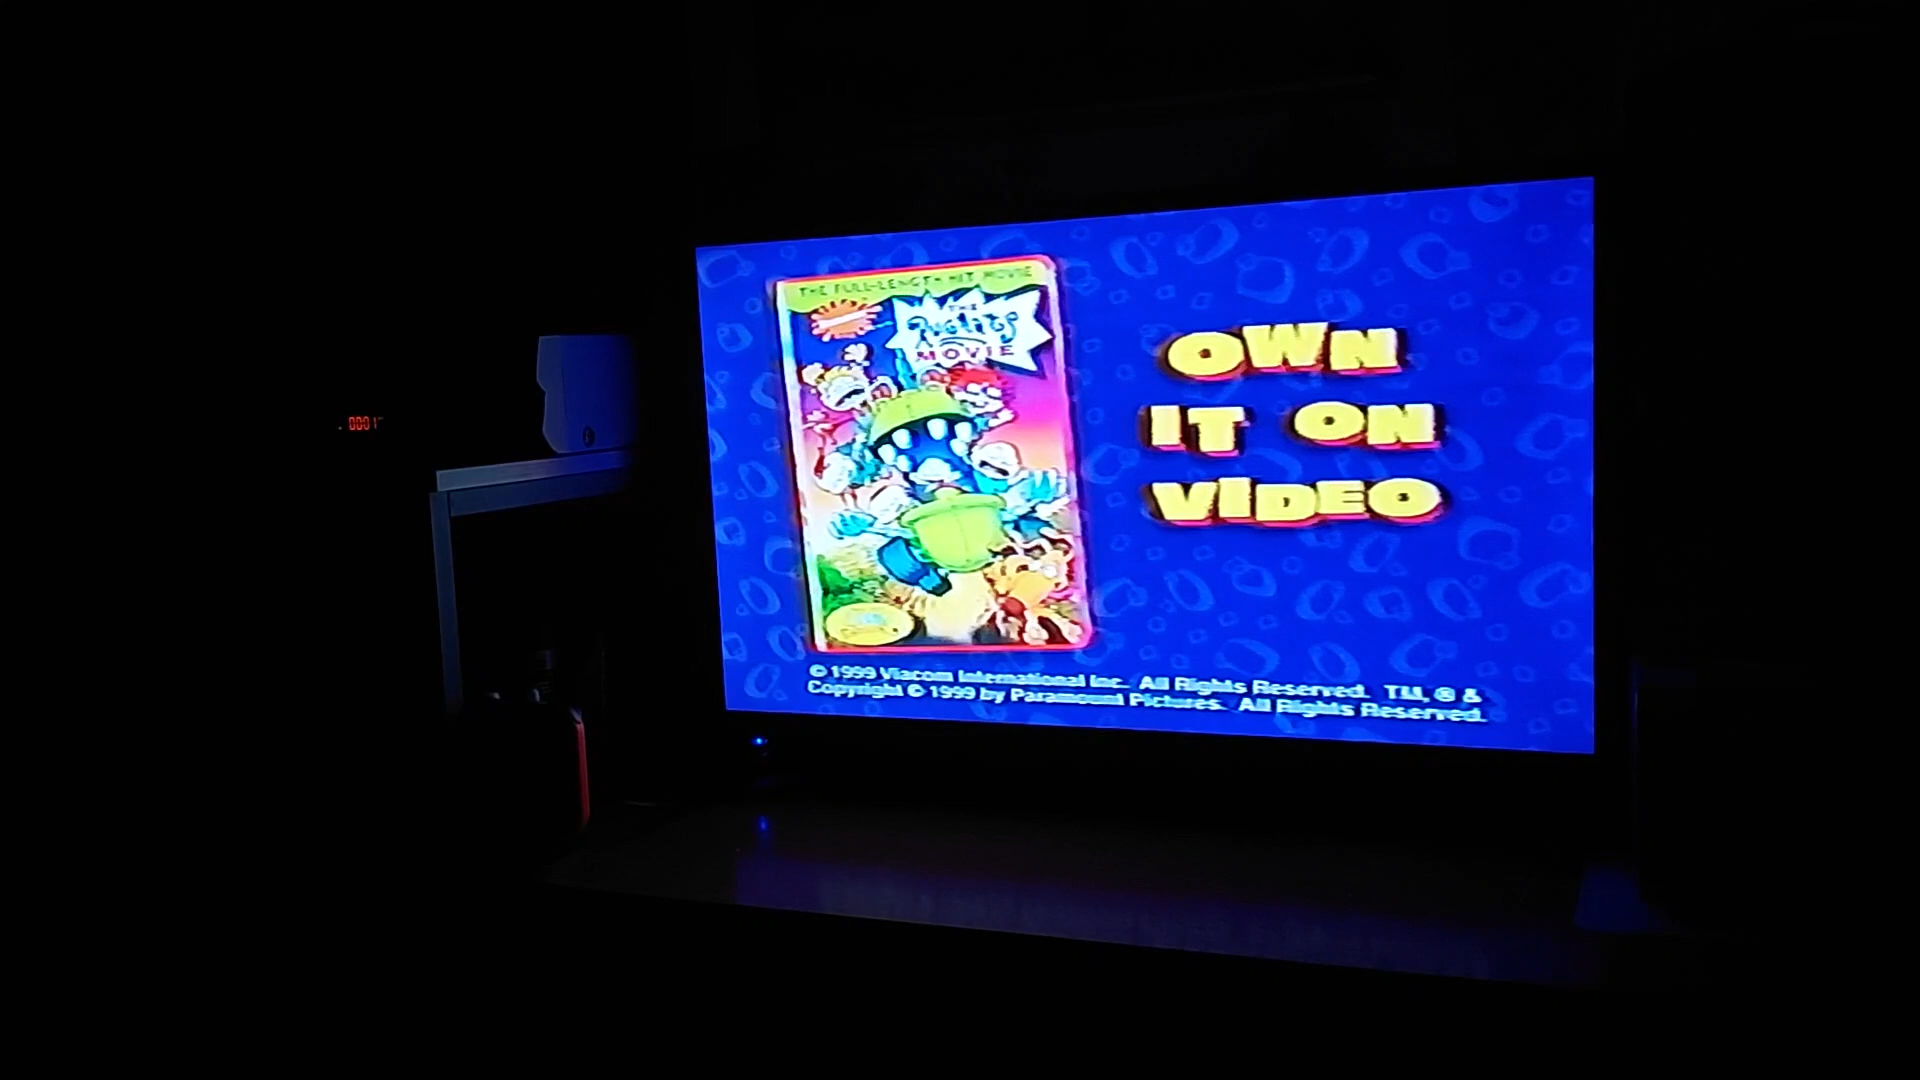 THE FULL-LENGTH HIT MOVIE
THE
Rugrats
MOVIE
OWN
IT ON
VIDEO
© 1999 Viacom International Inc. All Rights Reserved. TM, ® &
Copyright © 1999 by Paramount Pictures. All Rights Reserved.